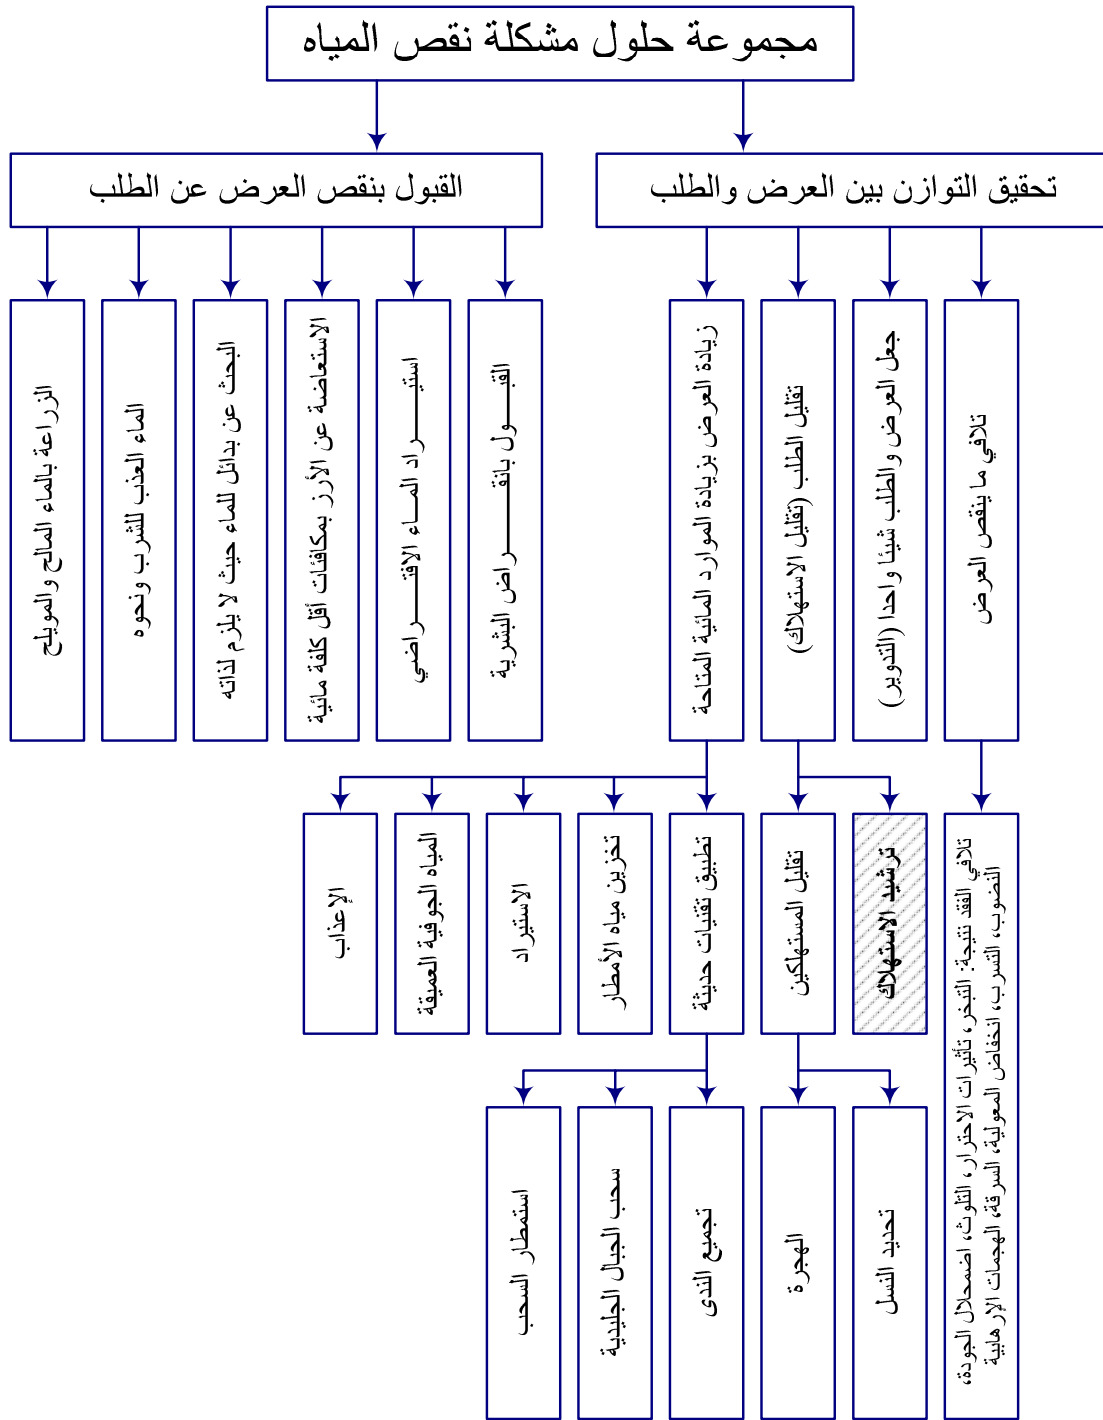 مجموعة حلول مشكلة نقص المياه
تحقيق التوازن بين العرض والطلب
القبول بنقص العرض عن الطلب
تلافي ما ينقص العرض
جعل العرض والطلب شيئا واحدا (التدوير)
تقليل الطلب (تقليل الاستهلاك)
زيادة العرض بزيادة الموارد المائية المتاحة
القبـــول بانقـــــــراض البشرية
استيـــــــراد المـــاء الافتـــــــراضي
الاستعاضة عن الأرز بمكافئات أقل كلفة مائية
البحث عن بدائل للماء حيث لا يلزم لذاته
الماء العذب للشرب ونحوه
الزراعة بالماء المالح والمويلح
تلافي الفقد نتيجة: التبخر، تأثيرات الاحترار، التلوث، اضمحلال الجودة،
النضوب، التسرب، انخفاض المعولية، السرقة، الهجمات الإرهابية
ترشيد الاستهلاك
تقليل المستهلكين
تطبيق تقنيات حديثة
تخزين مياه الأمطار
الاستيراد
المياه الجوفية العميقة
الإعذاب
تحديد النسل
الهجرة
تجميع الندى
سحب الجبال الجليدية
استمطار السحب